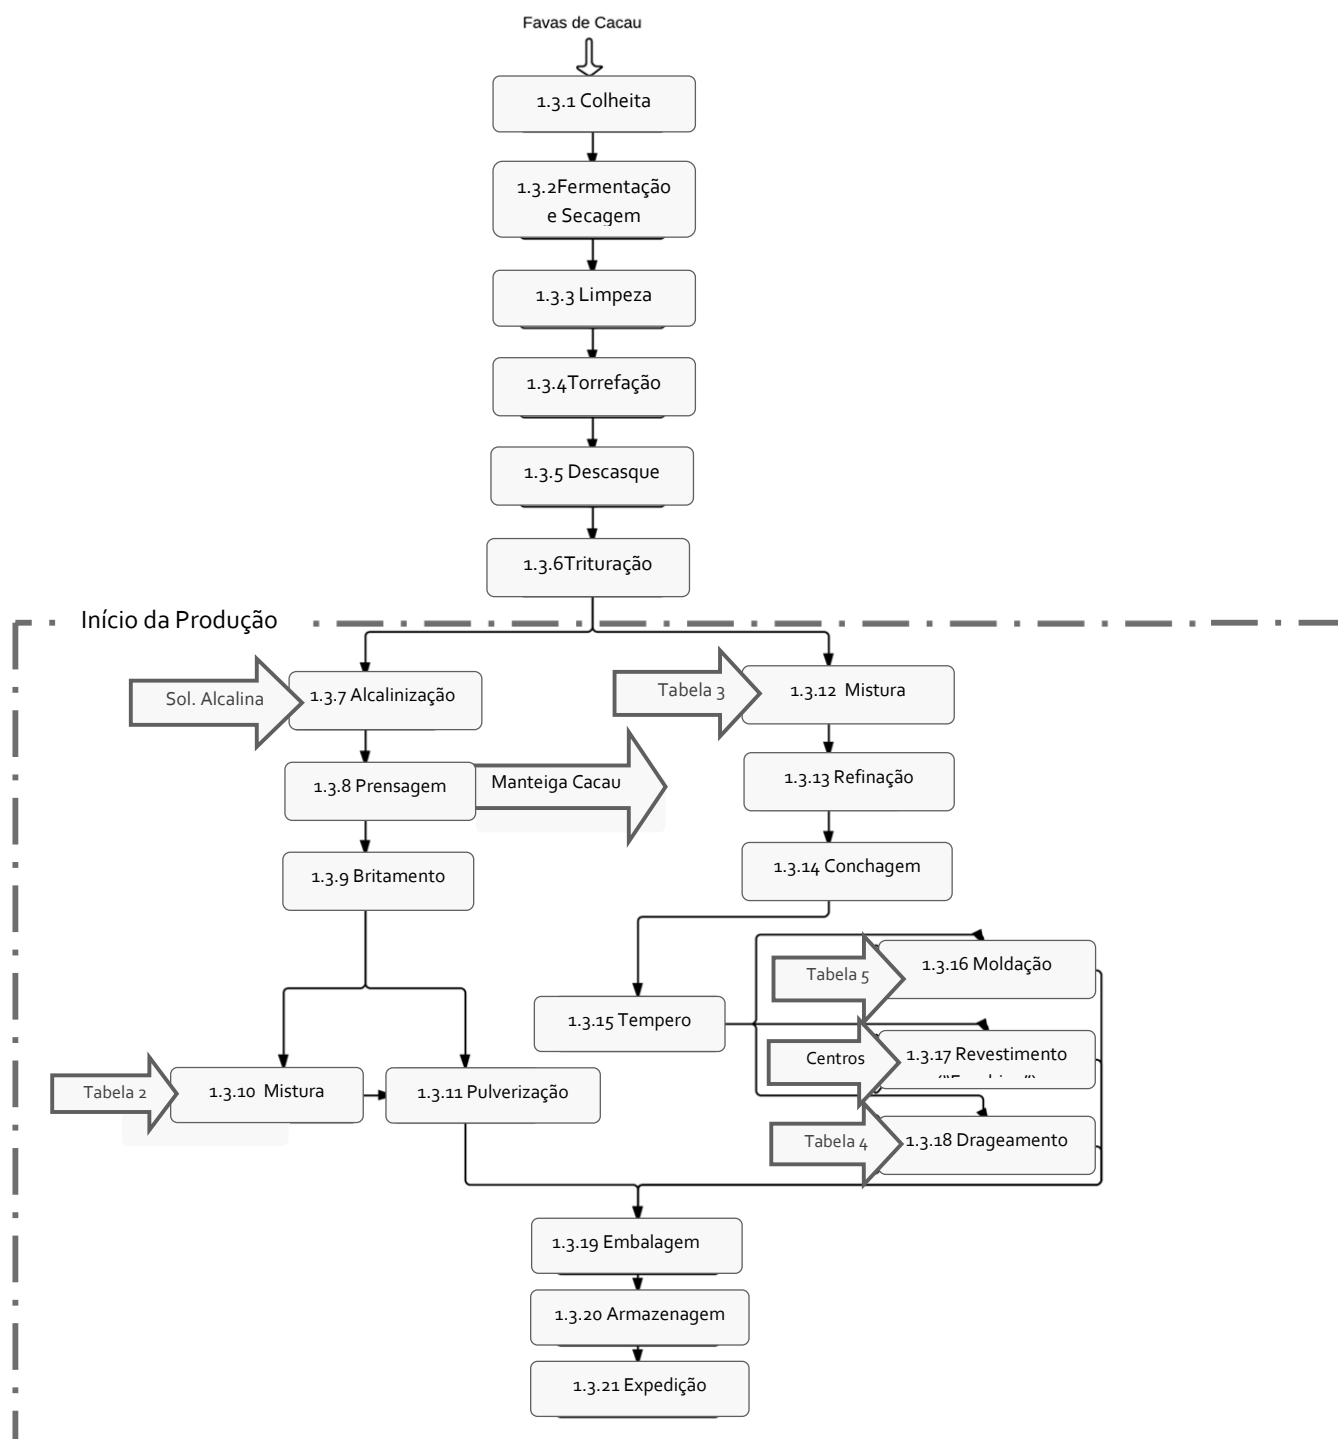 Favas de Cacau
1.3.1 Colheita
1.3.2Fermentação
e Secagem
1.3.3 Limpeza
1.3.4Torrefação
1.3.5 Descasque
1.3.6Trituração
Início da Produção
Sol. Alcalina
1.3.7 Alcalinização
Tabela 3
1.3.12 Mistura
1.3.8 Prensagem
Manteiga Cacau
1.3.13 Refinação
1.3.9 Britamento
1.3.14 Conchagem
Tabela 5
1.3.16 Moldação
1.3.15 Tempero
Centros
1.3.17 Revestimento
Tabela 2
1.3.10 Mistura
1.3.11 Pulverização
Tabela 4
1.3.18 Drageamento
1.3.19 Embalagem
1.3.20 Armazenagem
1.3.21 Expedição